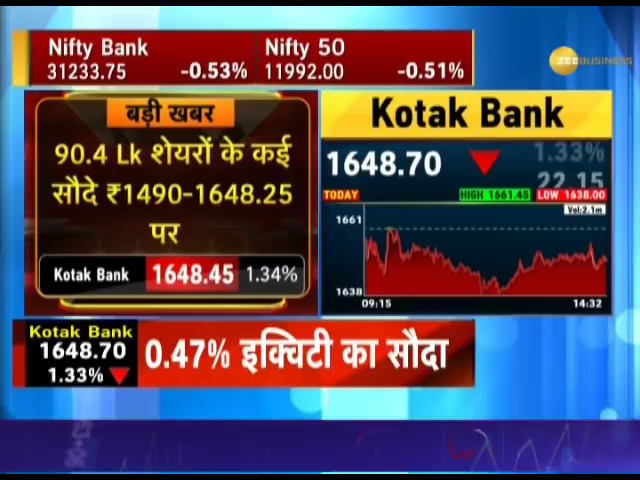 Nifty Bank
31233.75 -0.53%
Nifty 50
11992.00 -0.51%
ZEEBUSINESS
बड़ी खबर
90.4 Lk शेयरों के कई
सौदे ₹1490-1648.25
पर
Kotak Bank 1648.45 1.34%
Kotak Bank
1648.70 1.33%
22.15
TODAY HIGH 1661.45 LOW 1638.00
Vol:2.1m
1661
1638
09:15 14:32
Kotak Bank
1648.70
1.33%
0.47% इक्विटी का सौदा